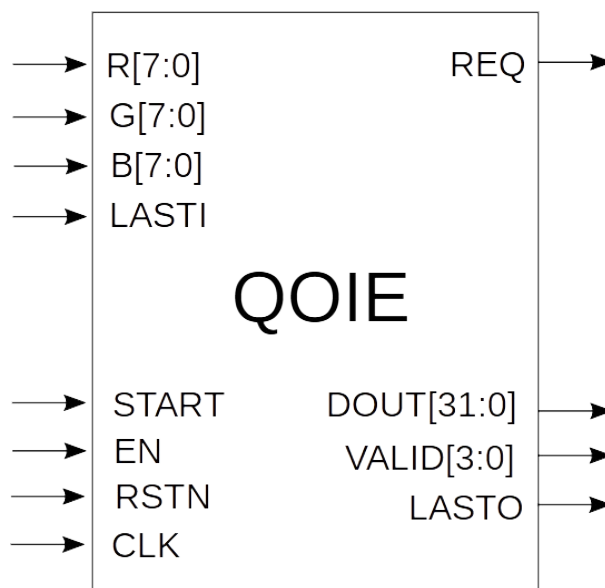 R[7:0]
REQ
G[7:0]
B[7:0]
LASTI
QOIE
START
DOUT[31:0]
EN
VALID[3:0]
RSTN
LASTO
CLK